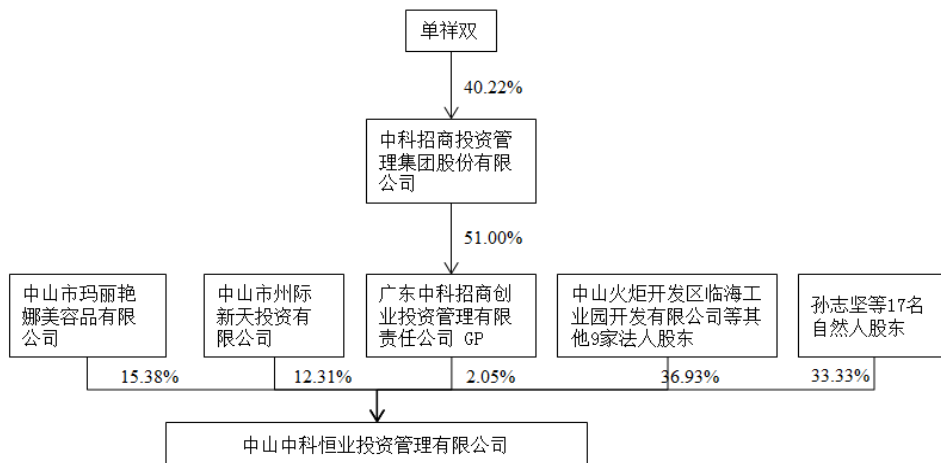 单祥双
40.22%
中科招商投资管
理集团股份有限
公司
51.00%
中山市玛丽艳
娜美容品有限
公司
中山市州际
新天投资有
限公司
广东中科招商创
业投资管理有限
责任公司 GP
中山火炬开发区临海工
业园开发有限公司等其
他9家法人股东
孙志坚等17名
自然人股东
15.38%
12.31%
2.05%
36.93%
33.33%
中山中科恒业投资管理有限公司